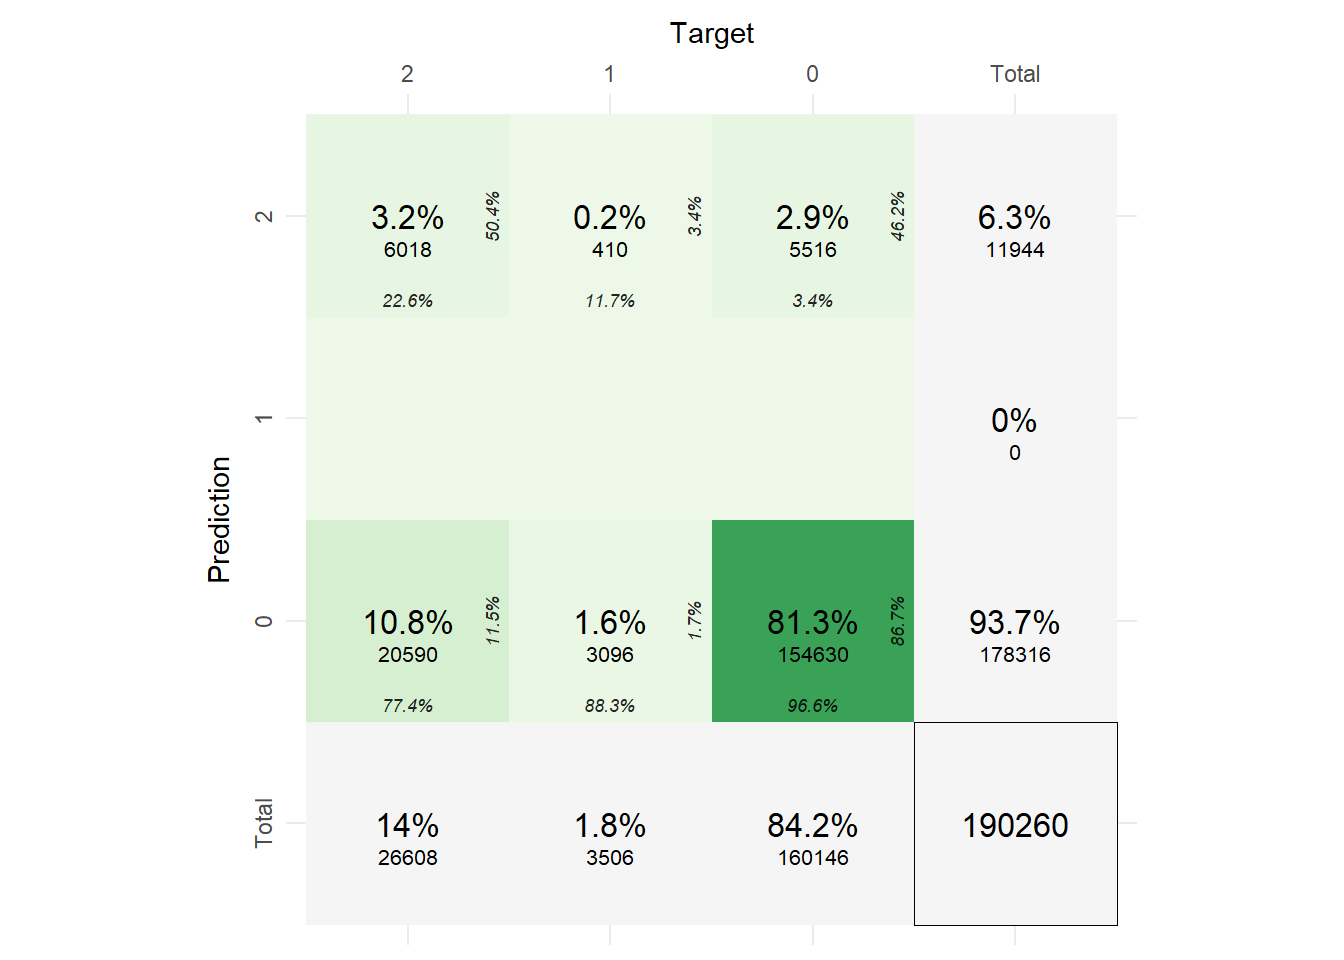 Target
2 1 0 Total
2
3.2% 50.4% 0.2% 3.4% 2.9% 46.2% 6.3%
6018 410 5516 11944
22.6% 11.7% 3.4%
1
0%
0
Prediction
0
10.8% 11.5% 1.6% 1.7% 81.3% 86.7% 93.7%
20590 3096 154630 178316
77.4% 88.3% 96.6%
Total
14% 1.8% 84.2% 190260
26608 3506 160146